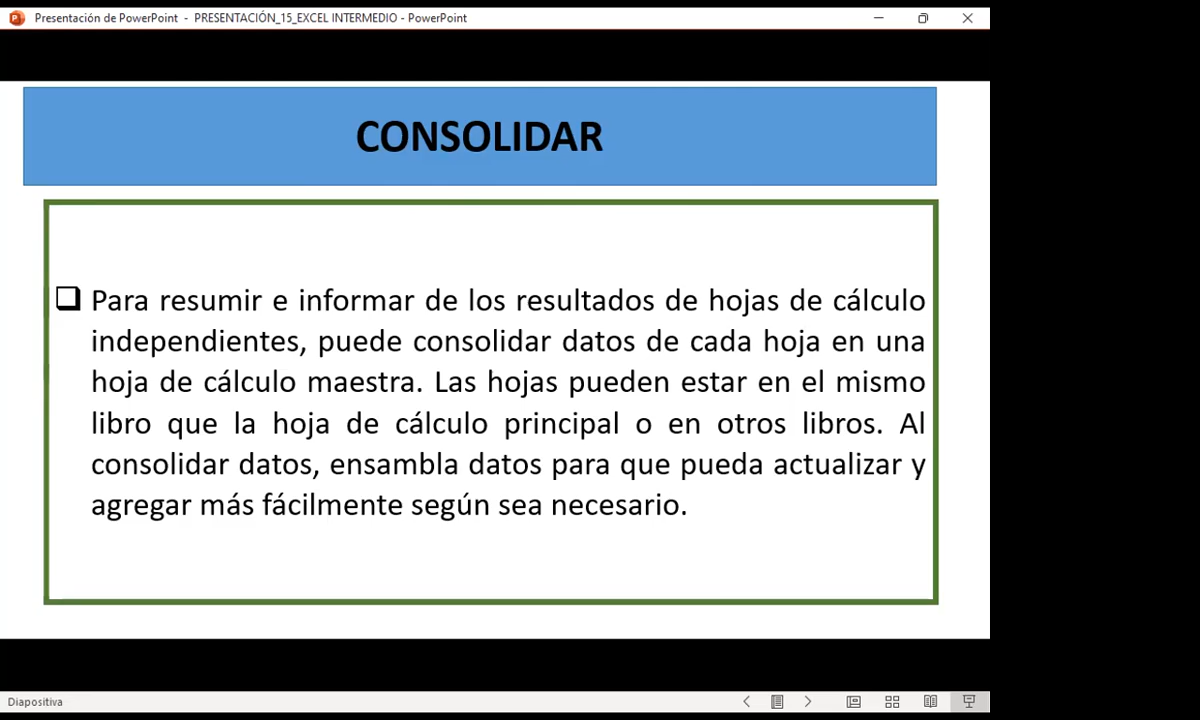 Presentación de PowerPoint - PRESENTACIÓN_15_EXCEL INTERMEDIO - PowerPoint
CONSOLIDAR
Para resumir e informar de los resultados de hojas de cálculo
independientes, puede consolidar datos de cada hoja en una
hoja de cálculo maestra. Las hojas pueden estar en el mismo
libro que la hoja de cálculo principal o en otros libros. Al
consolidar datos, ensambla datos para que pueda actualizar y
agregar más fácilmente según sea necesario.
Diapositiva